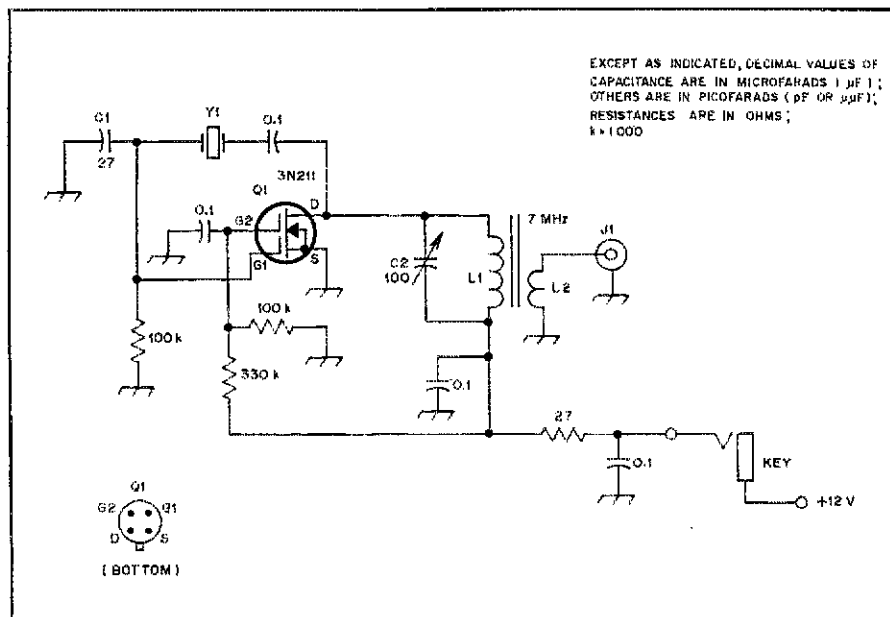 EXCEPT AS INDICATED, DECIMAL VALUES OF
CAPACITANCE ARE IN MICROFARADS ( µF ) ;
OTHERS ARE IN PICOFARADS ( pF OR µµF);
RESISTANCES ARE IN OHMS ;
k = 1000
C1
27
Y1
0.1
3N211
Q1
D
G2
G1
S
0.1
100 k
100 k
330 k
C2
100
L1
7 MHz
L2
J1
0.1
27
0.1
KEY
+12 V
Q1
G2
G1
D
S
( BOTTOM )